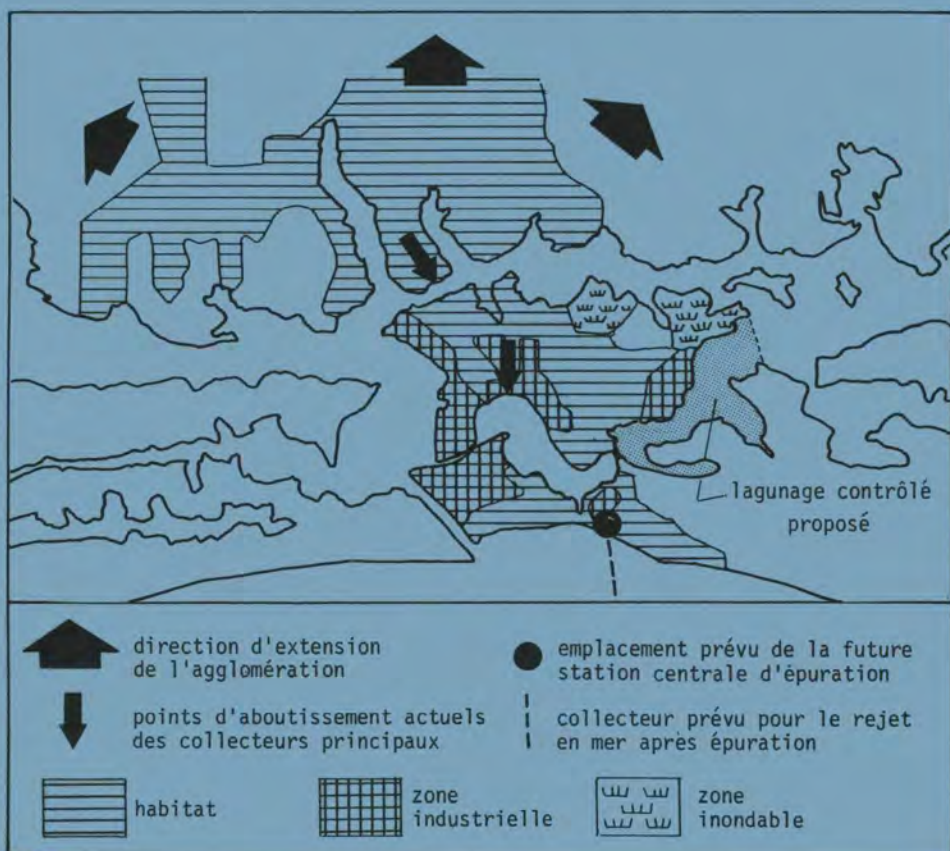 lagunage contrôlé
proposé
direction d'extension
de l'agglomération
points d'aboutissement actuels
des collecteurs principaux
emplacement prévu de la future
station centrale d'épuration
collecteur prévu pour le rejet
en mer après épuration
habitat
zone
industrielle
zone
inondable